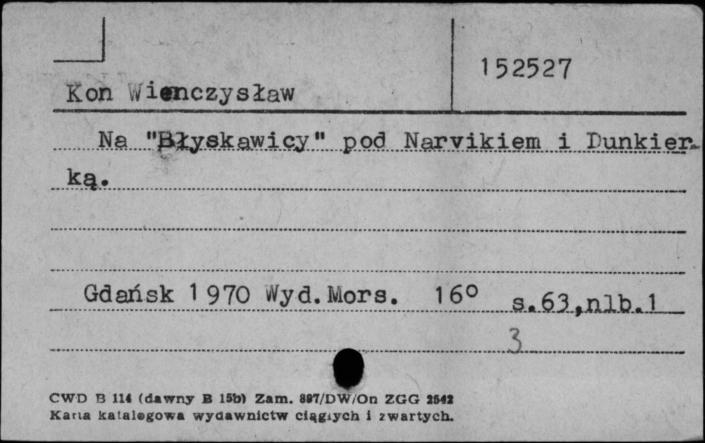 152527
Kon Wienczysław
Na "Błyskawicy" pod Narvikiem i Dunkier-
ką.
Gdańsk 1970 Wyd.Mors. 16° s.63,nlb.1
3
CWD B 114 (dawny B 15b) Zam. 897/DW/On ZGG 2542
Karta katalogowa wydawnictw ciągłych i zwartych.